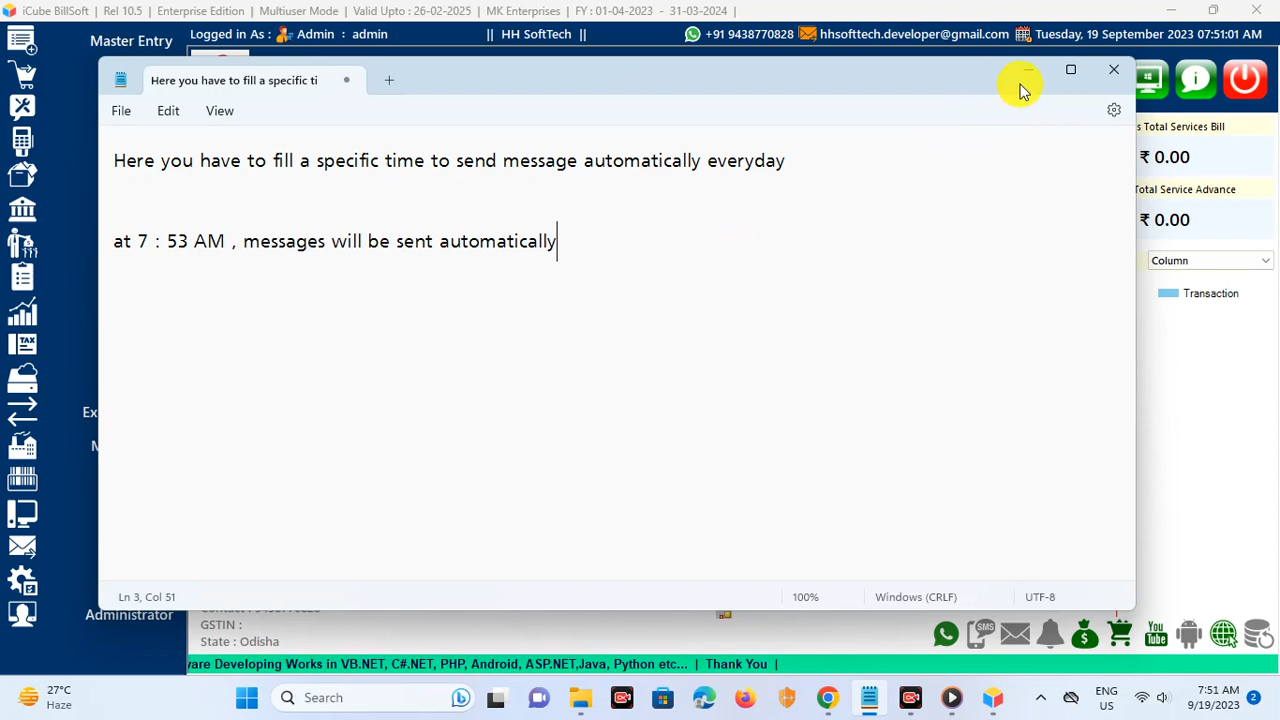 iCube BillSoft | Rel 10.5 | Enterprise Edition | Multiuser Mode | Valid Upto : 26-02-2025 | MK Enterprises | FY : 01-04-2023 - 31-03-2024 |
Master Entry
Logged in As : Admin : admin || HH SoftTech || +91 9438770828 hhsofttech.developer@gmail.com Tuesday, 19 September 2023 07:51:01 AM
Here you have to fill a specific ti
File Edit View
Here you have to fill a specific time to send message automatically everyday
at 7 : 53 AM , messages will be sent automatically
s Total Services Bill
₹ 0.00
Total Service Advance
₹ 0.00
Column
Transaction
TAX
Ex
M
Ln 3, Col 51 100% Windows (CRLF) UTF-8
Administrator
GSTIN :
State : Odisha
SMS
You
Tube
ware Developing Works in VB.NET, C#.NET, PHP, Android, ASP.NET,Java, Python etc... | Thank You |
27°C
Haze
Search
ENG
US
7:51 AM
9/19/2023
2